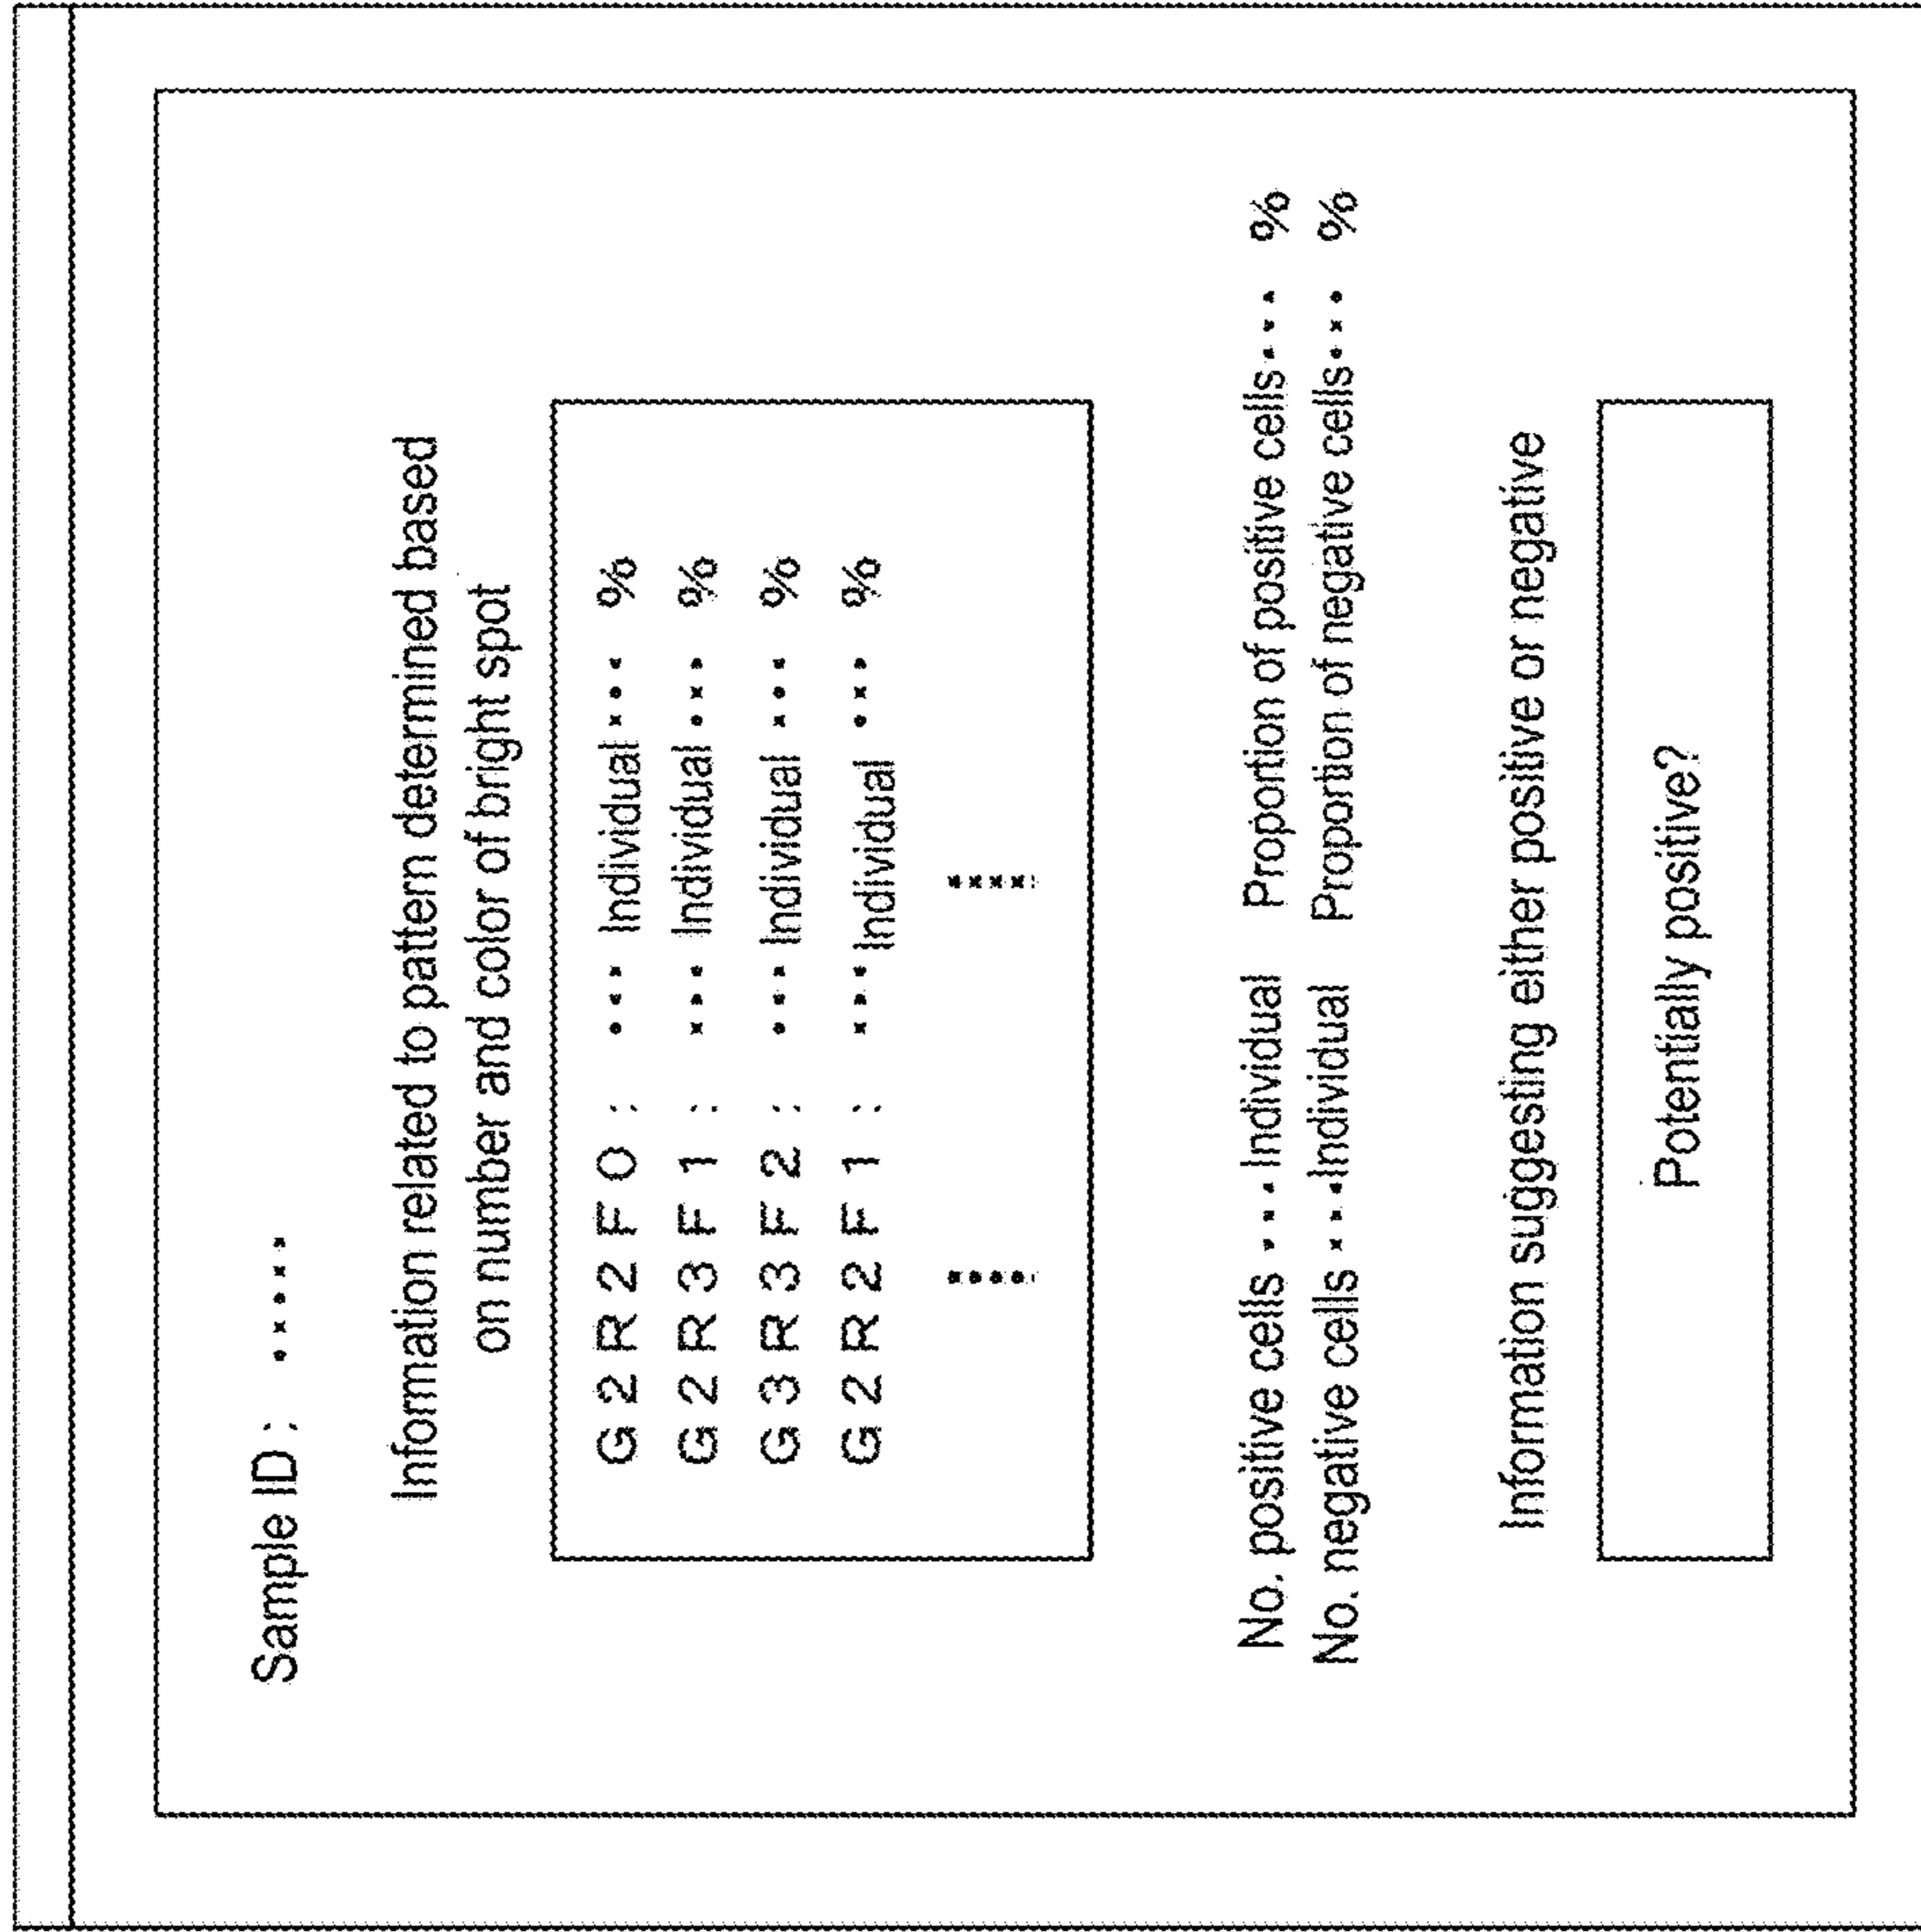 Sample ID: ·····
Information related to pattern determined based
on number and color of bright spot
G2R2F0: ··· Individual ··· %
G2R3F1: ··· Individual ··· %
G3R3F2: ··· Individual ··· %
G2R2F1: ··· Individual ··· %
···· ····
No. positive cells ··· Individual Proportion of positive cells ··· %
No. negative cells ··· Individual Proportion of negative cells ··· %
Information suggesting either positive or negative
Potentially positive?